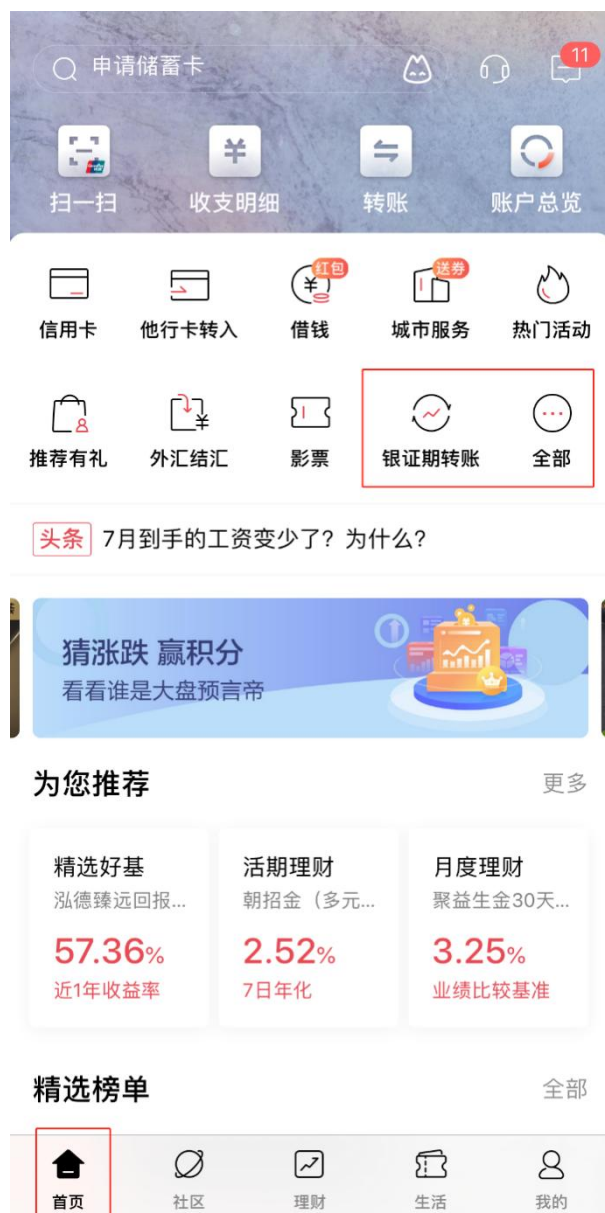 申请储蓄卡
11
扫一扫 收支明细 转账 账户总览
红包 送券
信用卡 他行卡转入 借钱 城市服务 热门活动
推荐有礼 外汇结汇 影票 银证期转账 全部
头条 7月到手的工资变少了？为什么？
猜涨跌 赢积分
看看谁是大盘预言帝
为您推荐 更多
精选好基 活期理财 月度理财
泓德臻远回报... 朝招金（多元... 聚益生金30天...
57.36% 2.52% 3.25%
近1年收益率 7日年化 业绩比较基准
精选榜单 全部
首页 社区 理财 生活 我的